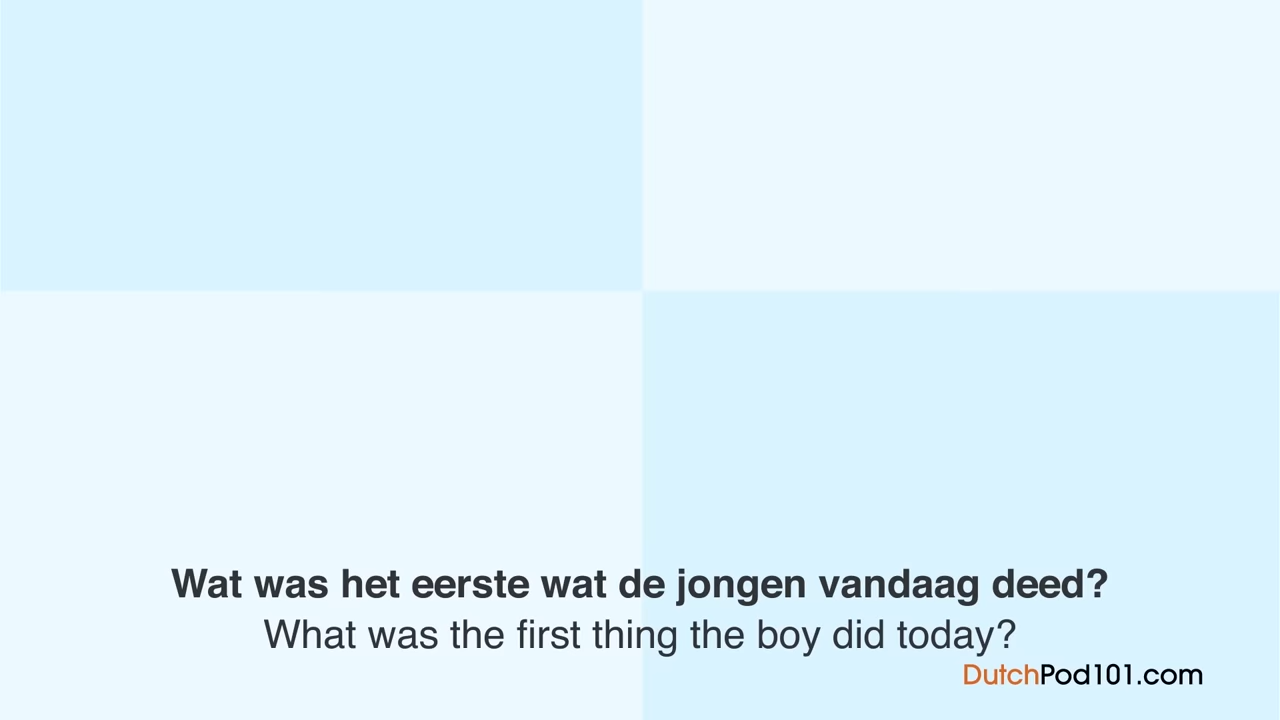 Wat was het eerste wat de jongen vandaag deed?
What was the first thing the boy did today?
DutchPod101.com